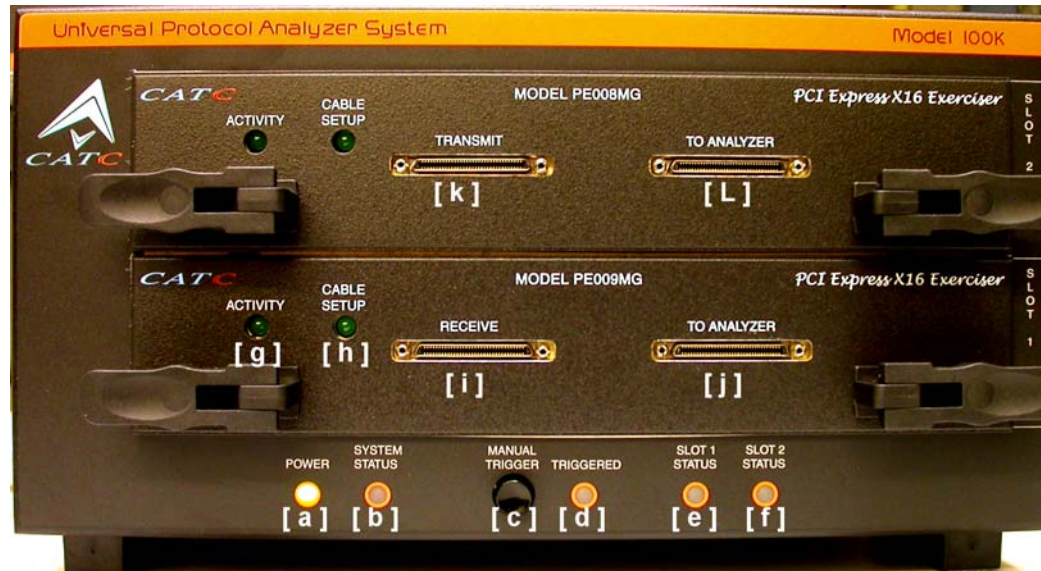 Universal Protocol Analyzer System
Model 100K
CATC
CATC
MODEL PE008MG
PCI Express X16 Exerciser
SLOT 2
ACTIVITY
CABLE SETUP
TRANSMIT
TO ANALYZER
[k]
[L]
CATC
MODEL PE009MG
PCI Express X16 Exerciser
SLOT 1
ACTIVITY
CABLE SETUP
RECEIVE
TO ANALYZER
[g]
[h]
[i]
[j]
POWER
SYSTEM STATUS
MANUAL TRIGGER
TRIGGERED
SLOT 1 STATUS
SLOT 2 STATUS
[a]
[b]
[c]
[d]
[e]
[f]